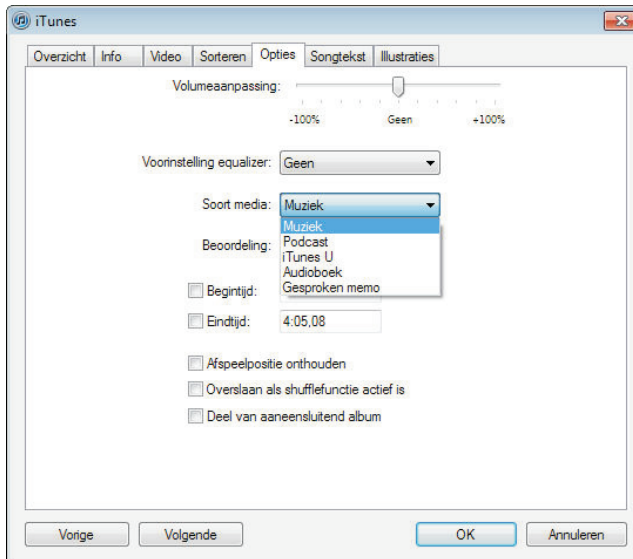 iTunes
Overzicht Info Video Sorteren Opties Songtekst Illustraties
Volumeaanpassing:
-100% Geen +100%
Voorinstelling equalizer: Geen
Soort media: Muziek
Muziek
Beoordeling: Podcast
iTunes U
Audioboek
Begintijd: Gesproken memo
Eindtijd: 4:05,08
Afspeelpositie onthouden
Overslaan als shufflefunctie actief is
Deel van aaneensluitend album
Vorige Volgende OK Annuleren